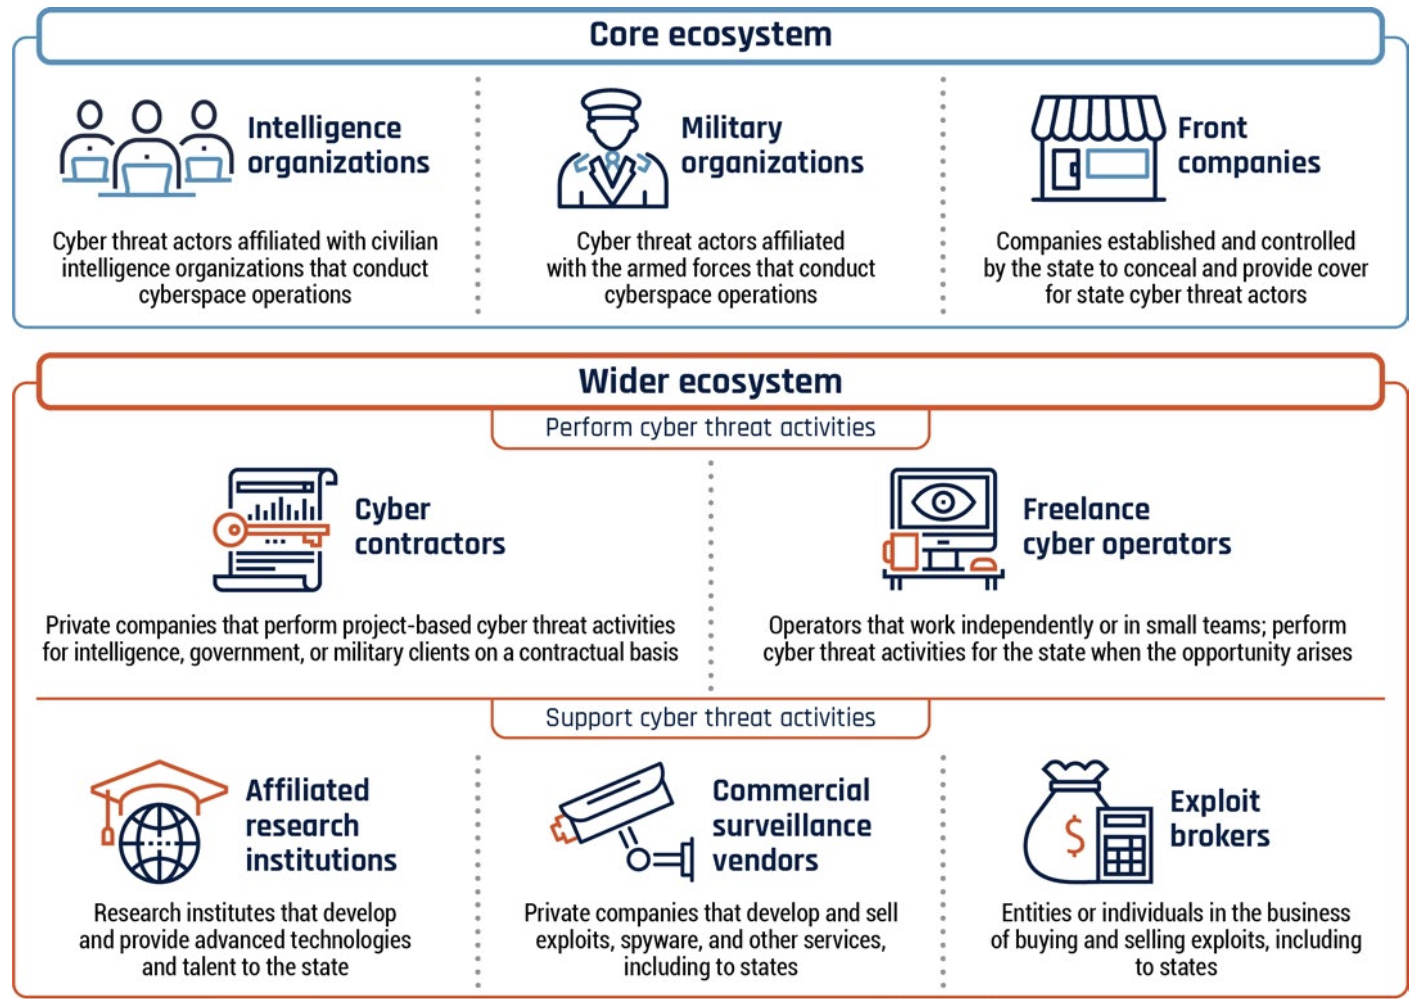 Core ecosystem
Intelligence
organizations
Cyber threat actors affiliated with civilian
intelligence organizations that conduct
cyberspace operations
Military
organizations
Cyber threat actors affiliated
with the armed forces that conduct
cyberspace operations
Front
companies
Companies established and controlled
by the state to conceal and provide cover
for state cyber threat actors
Wider ecosystem
Perform cyber threat activities
Cyber
contractors
Private companies that perform project-based cyber threat activities
for intelligence, government, or military clients on a contractual basis
Freelance
cyber operators
Operators that work independently or in small teams; perform
cyber threat activities for the state when the opportunity arises
Support cyber threat activities
Affiliated
research
institutions
Research institutes that develop
and provide advanced technologies
and talent to the state
Commercial
surveillance
vendors
Private companies that develop and sell
exploits, spyware, and other services,
including to states
$
Exploit
brokers
Entities or individuals in the business
of buying and selling exploits, including
to states